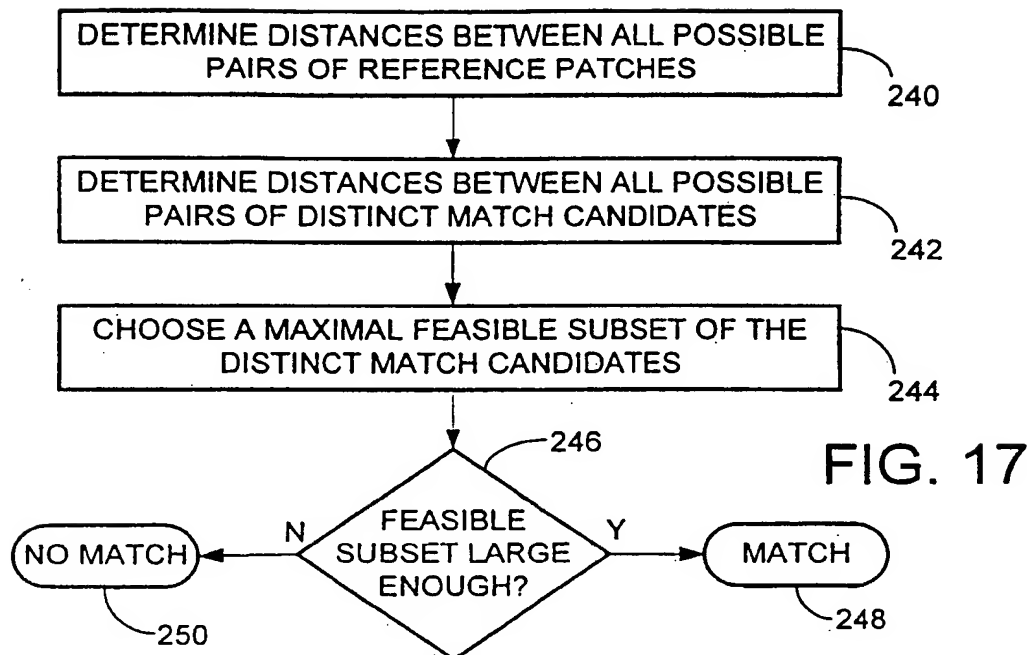 DETERMINE DISTANCES BETWEEN ALL POSSIBLE
PAIRS OF REFERENCE PATCHES
240
DETERMINE DISTANCES BETWEEN ALL POSSIBLE
PAIRS OF DISTINCT MATCH CANDIDATES
242
CHOOSE A MAXIMAL FEASIBLE SUBSET OF THE
DISTINCT MATCH CANDIDATES
244
246
FIG. 17
N
FEASIBLE
SUBSET LARGE
ENOUGH?
Y
NO MATCH
MATCH
250
248